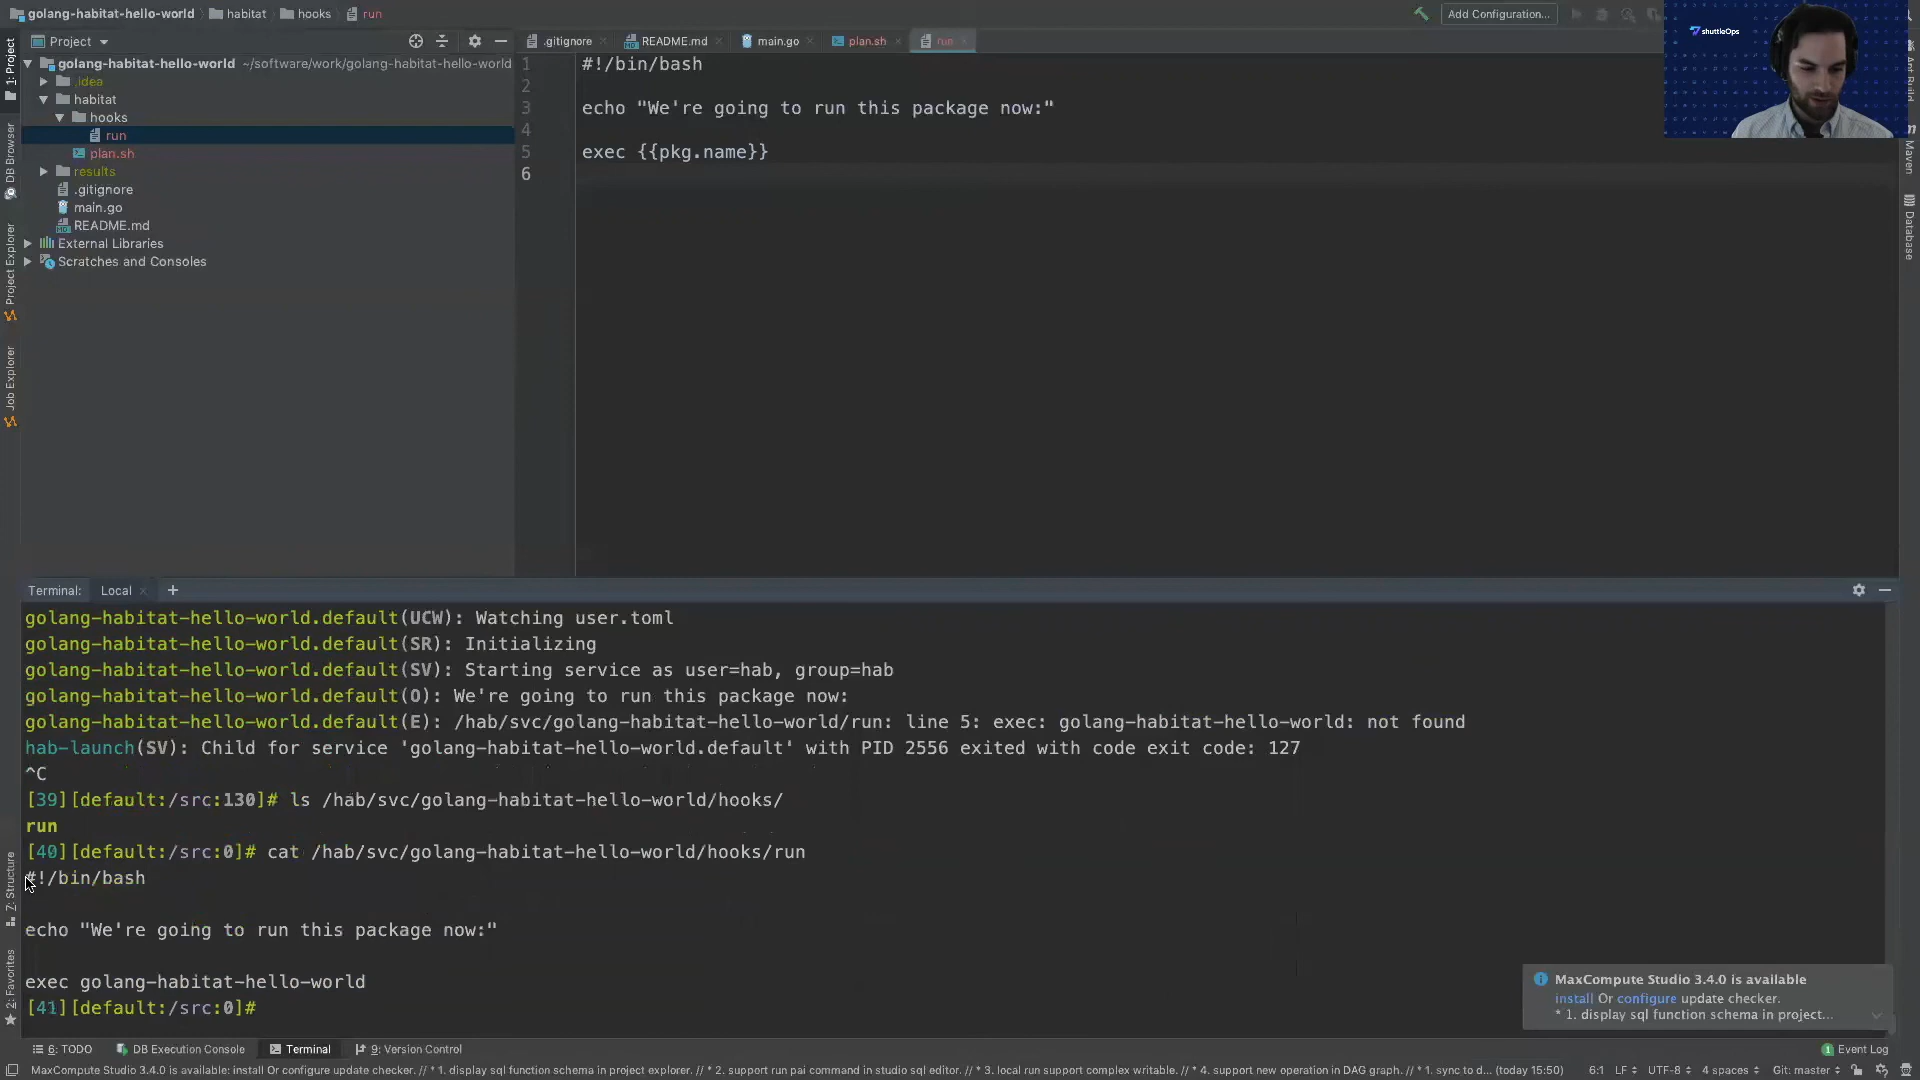 golang-habitat-hello-world habitat hooks run
Add Configuration...
shuttleOps
Project
.gitignore README.md main.go plan.sh run
golang-habitat-hello-world ~/software/work/golang-habitat-hello-world
.idea
habitat
hooks
run
plan.sh
results
.gitignore
main.go
README.md
External Libraries
Scratches and Consoles
1 #!/bin/bash
2
3 echo "We're going to run this package now:"
4
5 exec {{pkg.name}}
6
1: Project
DB Browser
Project Explorer
Job Explorer
Z: Structure
2: Favorites
Ant Build
Maven
Database
Terminal: Local
golang-habitat-hello-world.default(UCW): Watching user.toml
golang-habitat-hello-world.default(SR): Initializing
golang-habitat-hello-world.default(SV): Starting service as user=hab, group=hab
golang-habitat-hello-world.default(O): We're going to run this package now:
golang-habitat-hello-world.default(E): /hab/svc/golang-habitat-hello-world/run: line 5: exec: golang-habitat-hello-world: not found
hab-launch(SV): Child for service 'golang-habitat-hello-world.default' with PID 2556 exited with code exit code: 127
^C
[39][default:/src:130]# ls /hab/svc/golang-habitat-hello-world/hooks/
run
[40][default:/src:0]# cat /hab/svc/golang-habitat-hello-world/hooks/run
#!/bin/bash
echo "We're going to run this package now:"
exec golang-habitat-hello-world
[41][default:/src:0]#
MaxCompute Studio 3.4.0 is available
install Or configure update checker.
* 1. display sql function schema in project...
6: TODO DB Execution Console Terminal 9: Version Control
1 Event Log
MaxCompute Studio 3.4.0 is available: install Or configure update checker. // * 1. display sql function schema in project explorer. // * 2. support run pai command in studio sql editor. // * 3. local run support complex writable. // * 4. support new operation in DAG graph. // * 1. sync to d... (today 15:50) 6:1 LF UTF-8 4 spaces Git: master